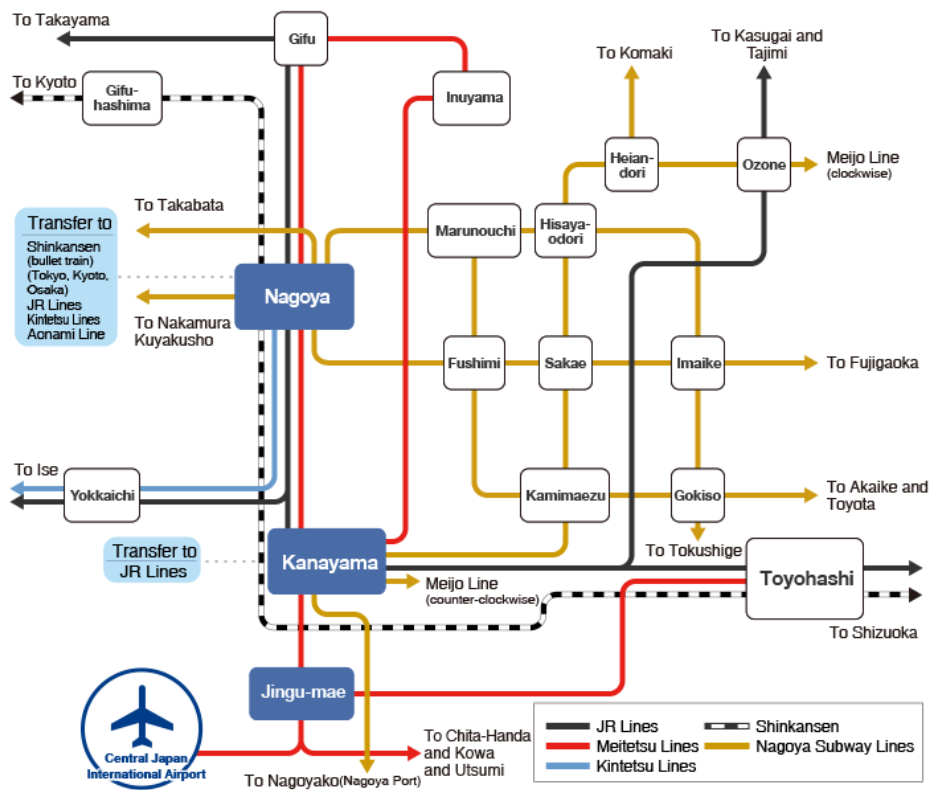 To Takayama
Gifu
To Kyoto
Gifu-
hashima
Inuyama
To Komaki
To Kasugai and
Tajimi
Heian-
dori
Ozone
Meijo Line
(clockwise)
To Takabata
Transfer to
Shinkansen
(bullet train)
(Tokyo, Kyoto,
Osaka)
JR Lines
Kintetsu Lines
Aonami Line
Marunouchi
Hisaya-
odori
Nagoya
To Nakamura
Kuyakusho
Fushimi
Sakae
Imaike
To Fujigaoka
To Ise
Yokkaichi
Kamimaezu
Gokiso
To Akaike and
Toyota
To Tokushige
Transfer to
JR Lines
Kanayama
Meijo Line
(counter-clockwise)
Toyohashi
To Shizuoka
Jingu-mae
Central Japan
International Airport
To Chita-Handa
and Kowa
and Utsumi
To Nagoyako(Nagoya Port)
JR Lines
Shinkansen
Meitetsu Lines
Nagoya Subway Lines
Kintetsu Lines